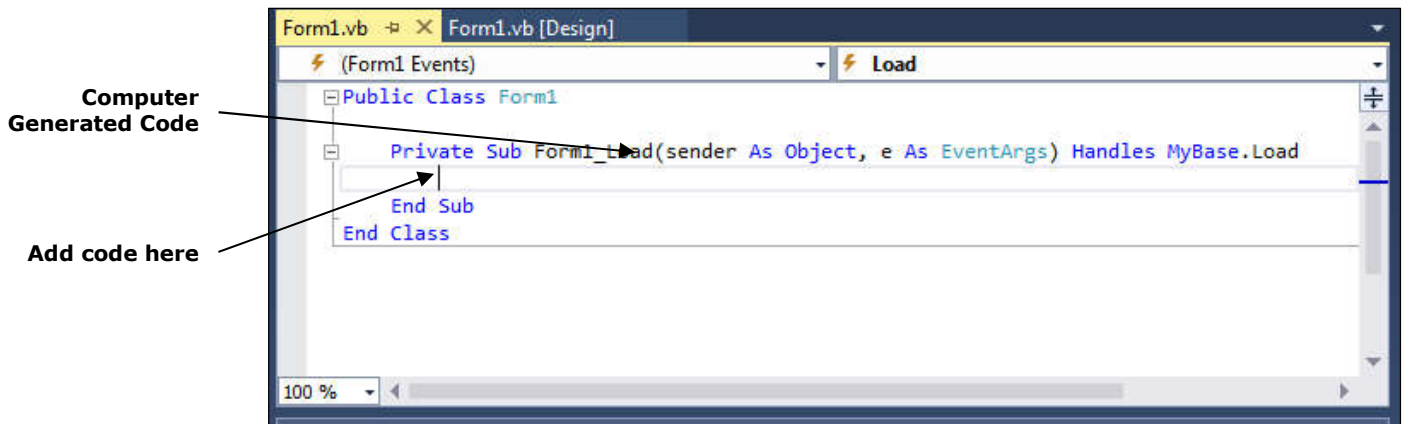 Form1.vb Form1.vb [Design]
(Form1 Events) Load
Computer
Generated Code
Public Class Form1
Private Sub Form1_Load(sender As Object, e As EventArgs) Handles MyBase.Load
Add code here
End Sub
End Class
100 %